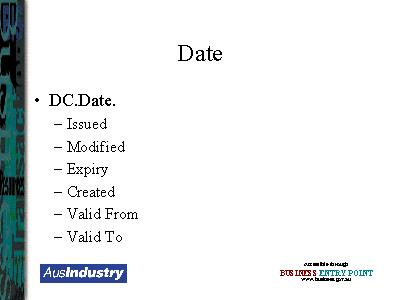 Date
• DC.Date.
– Issued
– Modified
– Expiry
– Created
– Valid From
– Valid To
AusIndustry
Accessible through
BUSINESS ENTRY POINT
www.business.gov.au